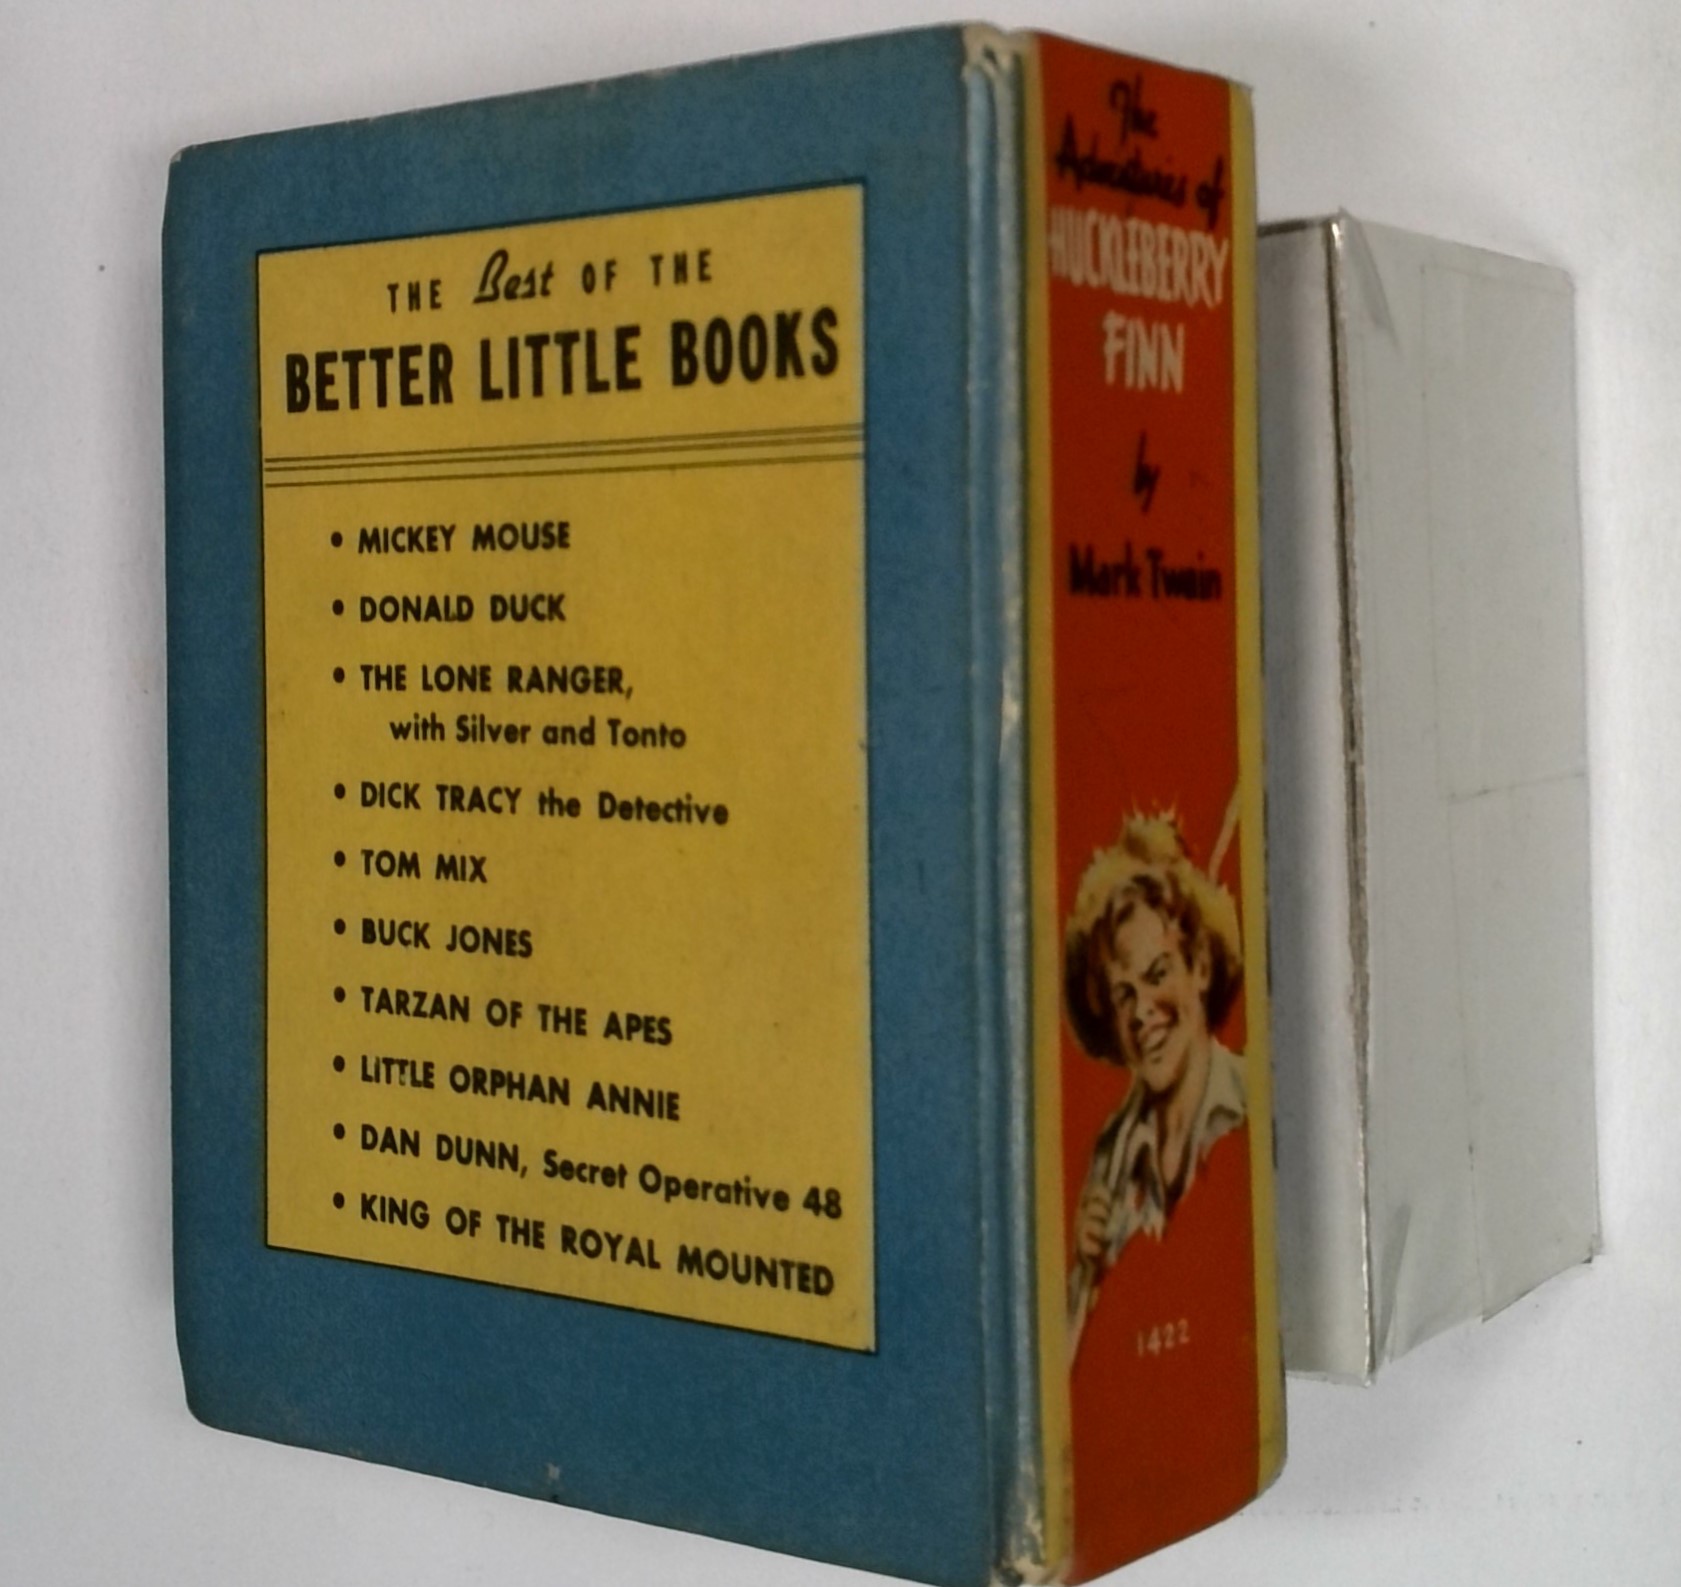 THE Best OF THE
BETTER LITTLE BOOKS
• MICKEY MOUSE
• DONALD DUCK
• THE LONE RANGER,
with Silver and Tonto
• DICK TRACY the Detective
• TOM MIX
• BUCK JONES
• TARZAN OF THE APES
• LITTLE ORPHAN ANNIE
• DAN DUNN, Secret Operative 48
• KING OF THE ROYAL MOUNTED
The
Adventures of
HUCKLEBERRY
FINN
by
Mark Twain
1422